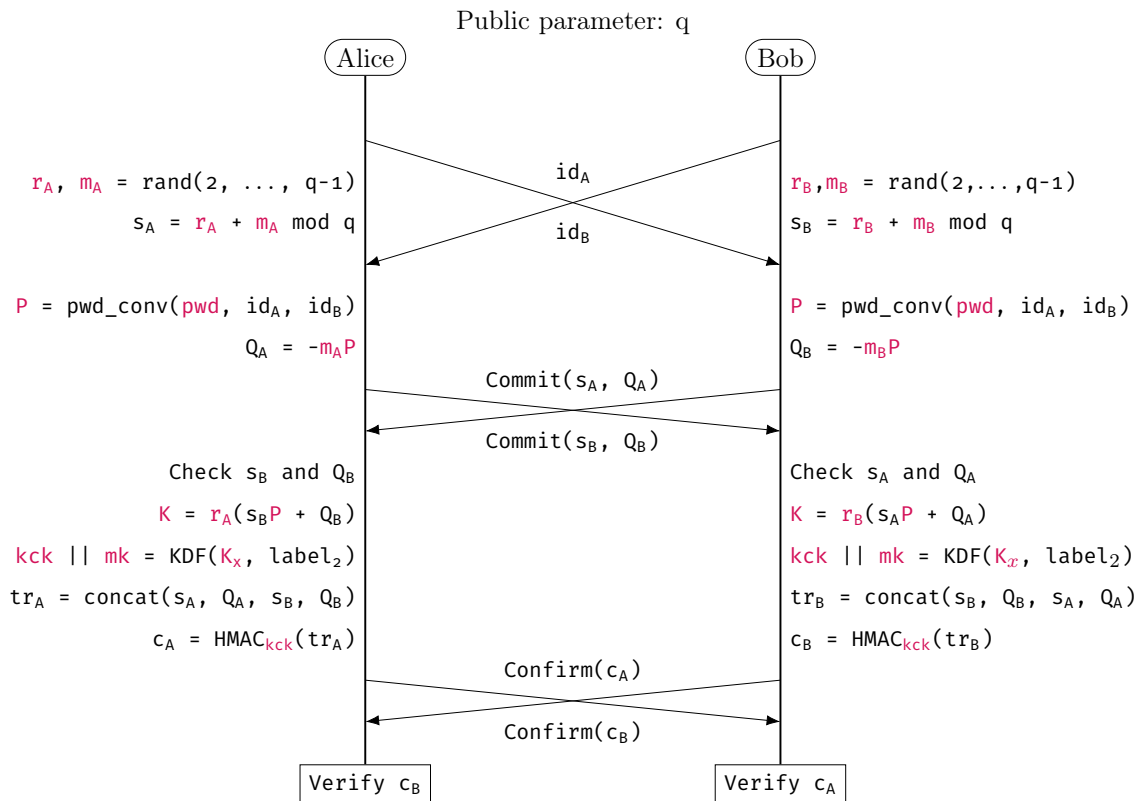 Public parameter: q
Alice
Bob
id_A
r_A, m_A = rand(2, ..., q-1)
r_B,m_B = rand(2,...,q-1)
s_A = r_A + m_A mod q
s_B = r_B + m_B mod q
id_B
P = pwd_conv(pwd, id_A, id_B)
P = pwd_conv(pwd, id_A, id_B)
Q_A = -m_AP
Q_B = -m_BP
Commit(s_A, Q_A)
Commit(s_B, Q_B)
Check s_B and Q_B
Check s_A and Q_A
K = r_A(s_BP + Q_B)
K = r_B(s_AP + Q_A)
kck || mk = KDF(K_x, label_2)
kck || mk = KDF(K_x, label_2)
tr_A = concat(s_A, Q_A, s_B, Q_B)
tr_B = concat(s_B, Q_B, s_A, Q_A)
c_A = HMAC_kck(tr_A)
c_B = HMAC_kck(tr_B)
Confirm(c_A)
Confirm(c_B)
Verify c_B
Verify c_A